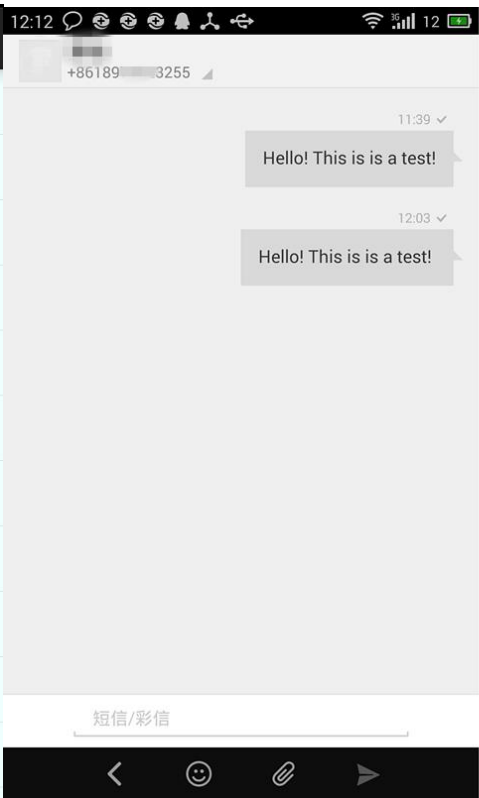 12:12 3G 12
+86189 3255
11:39
Hello! This is is a test!
12:03
Hello! This is is a test!
短信/彩信